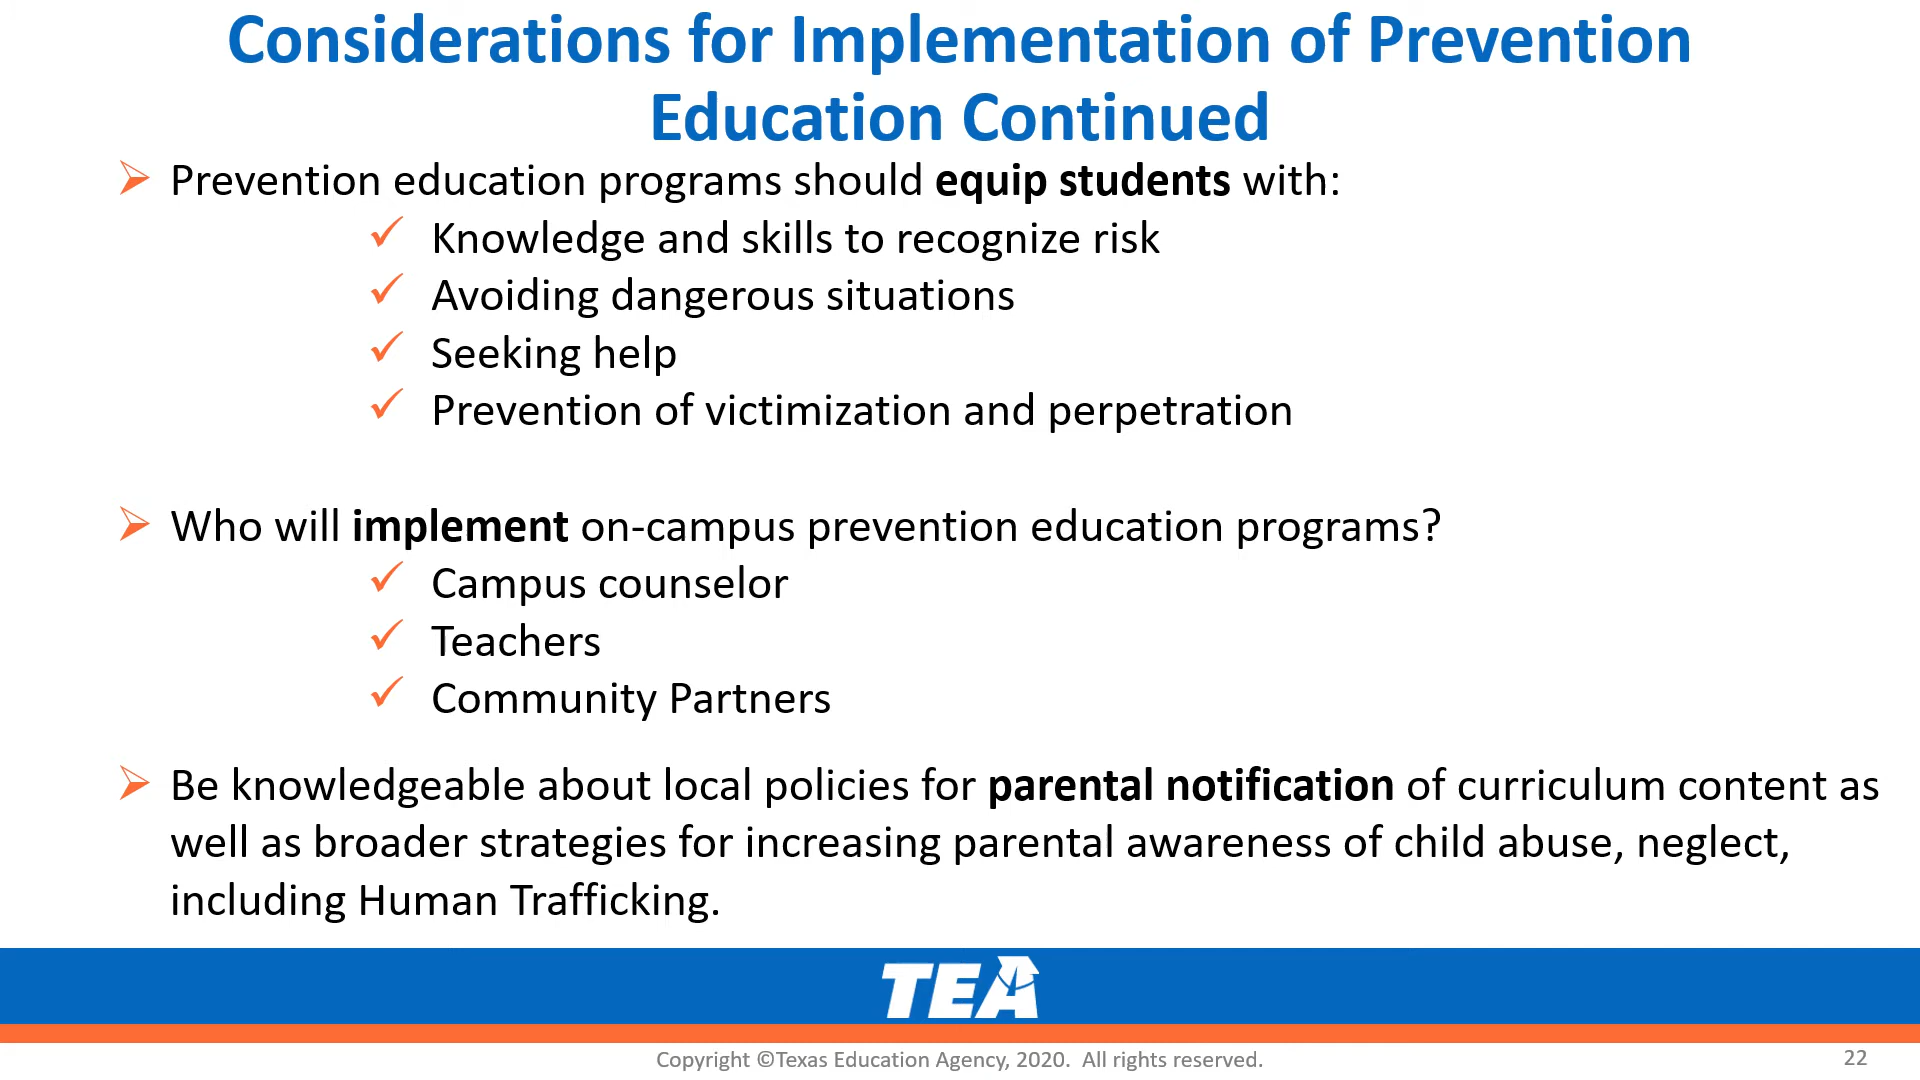 Considerations for Implementation of Prevention
Education Continued
Prevention education programs should equip students with:
Knowledge and skills to recognize risk
Avoiding dangerous situations
Seeking help
Prevention of victimization and perpetration
Who will implement on-campus prevention education programs?
Campus counselor
Teachers
Community Partners
Be knowledgeable about local policies for parental notification of curriculum content as
well as broader strategies for increasing parental awareness of child abuse, neglect,
including Human Trafficking.
TEA
Copyright ©Texas Education Agency, 2020. All rights reserved.
22